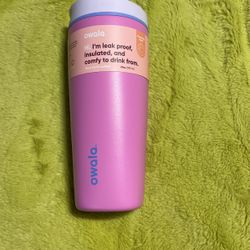 owala
I'm leak proof,
insulated, and
comfy to drink from.
owala